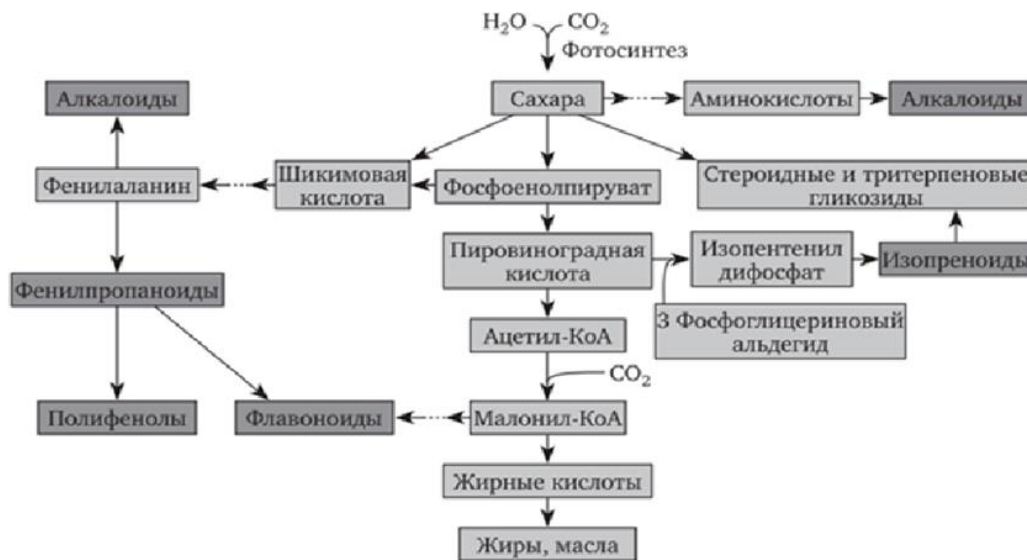 H₂O CO₂
Фотосинтез
Алкалоиды
Сахара
Аминокислоты
Алкалоиды
Фенилаланин
Шикимовая
кислота
Фосфоенолпируват
Стероидные и тритерпеновые
гликозиды
Пировиноградная
кислота
Изопентенил
дифосфат
Изопреноиды
Фенилпропаноиды
3 Фосфоглицериновый
альдегид
Ацетил-КоА
CO₂
Полифенолы
Флавоноиды
Малонил-КоА
Жирные кислоты
Жиры, масла